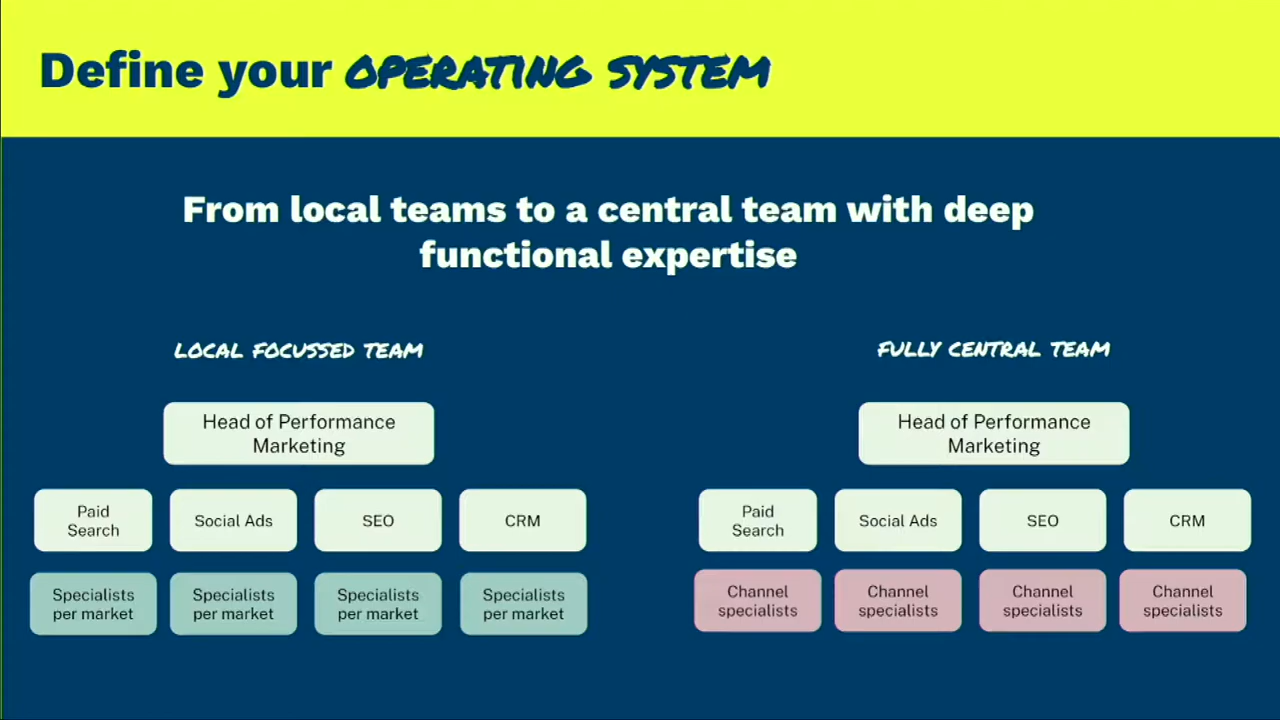 Define your OPERATING SYSTEM
From local teams to a central team with deep
functional expertise
LOCAL FOCUSSED TEAM
Head of Performance
Marketing
Paid
Search
Social Ads
SEO
CRM
Specialists
per market
Specialists
per market
Specialists
per market
Specialists
per market
FULLY CENTRAL TEAM
Head of Performance
Marketing
Paid
Search
Social Ads
SEO
CRM
Channel
specialists
Channel
specialists
Channel
specialists
Channel
specialists